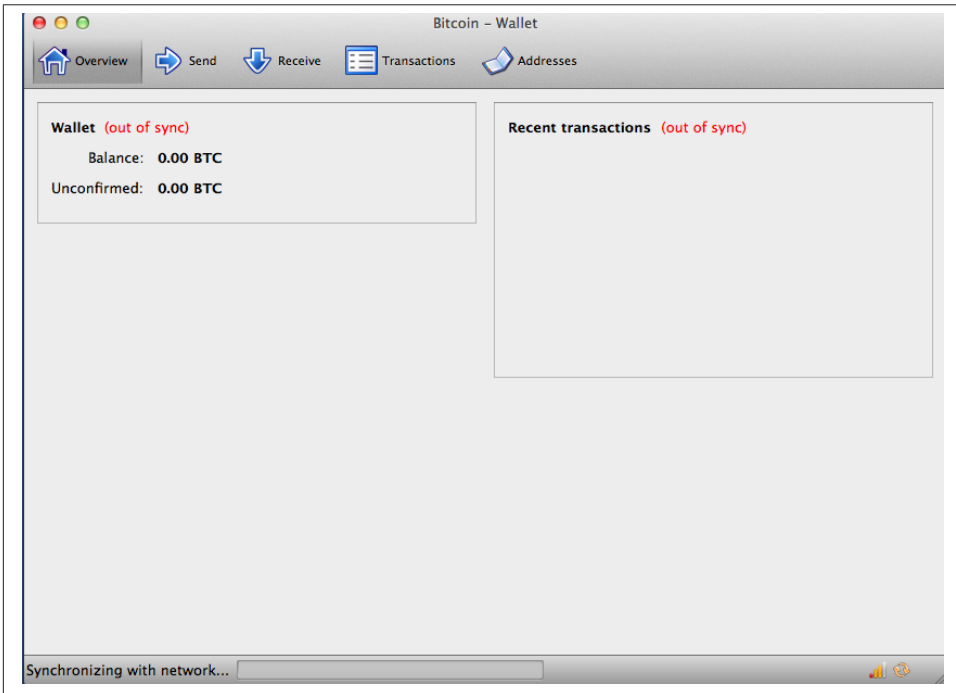 Bitcoin – Wallet
Overview Send Receive Transactions Addresses
Wallet (out of sync)
Balance: 0.00 BTC
Unconfirmed: 0.00 BTC
Recent transactions (out of sync)
Synchronizing with network...